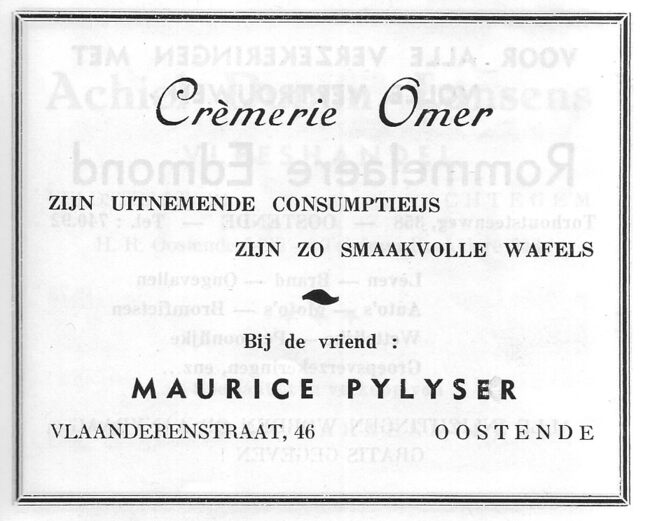 Crèmerie Omer
ZIJN UITNEMENDE CONSUMPTIEIJS
ZIJN ZO SMAAKVOLLE WAFELS
Bij de vriend :
MAURICE PYLYSER
VLAANDERENSTRAAT, 46 OOSTENDE